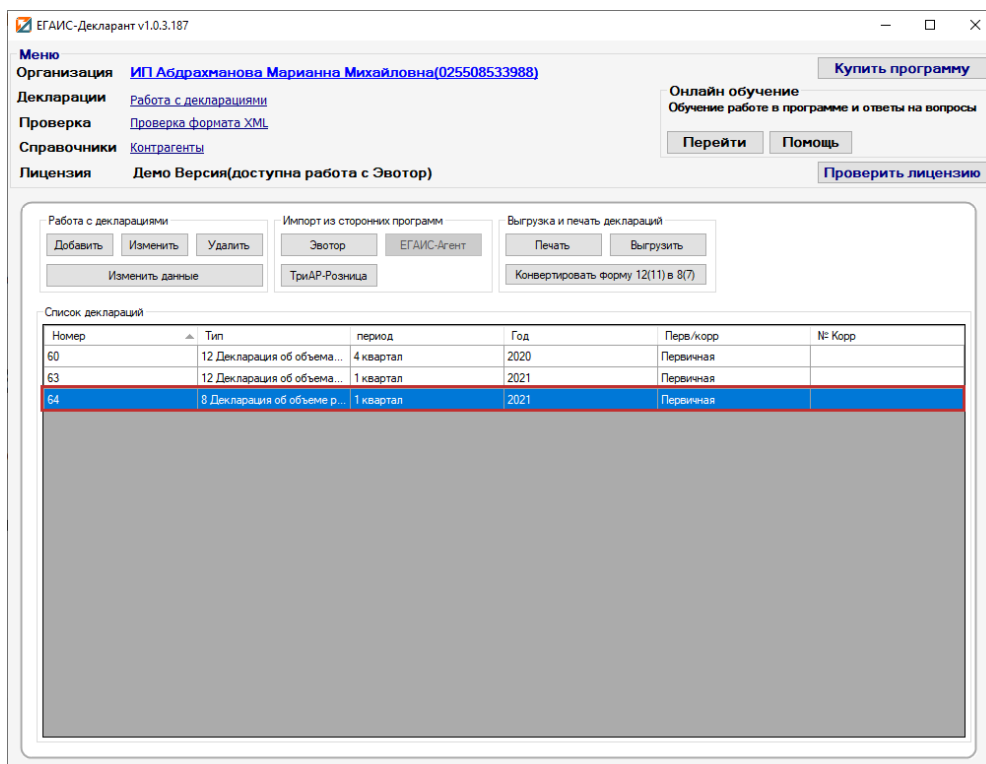 ЕГАИС-Декларант v1.0.3.187
Меню
Организация ИП Абдрахманова Марианна Михайловна(025508533988)
Купить программу
Декларации Работа с декларациями
Онлайн обучение
Обучение работе в программе и ответы на вопросы
Проверка Проверка формата XML
Перейти Помощь
Справочники Контрагенты
Лицензия Демо Версия(доступна работа с Эвотор)
Проверить лицензию
Работа с декларациями Импорт из сторонних программ Выгрузка и печать деклараций
Добавить Изменить Удалить Эвотор ЕГАИС-Агент Печать Выгрузить
Изменить данные ТриАР-Розница Конвертировать форму 12(11) в 8(7)
Список деклараций
Номер Тип период Год Перв/корр № Корр
60 12 Декларация об объема... 4 квартал 2020 Первичная
63 12 Декларация об объема... 1 квартал 2021 Первичная
64 8 Декларация об объеме р... 1 квартал 2021 Первичная